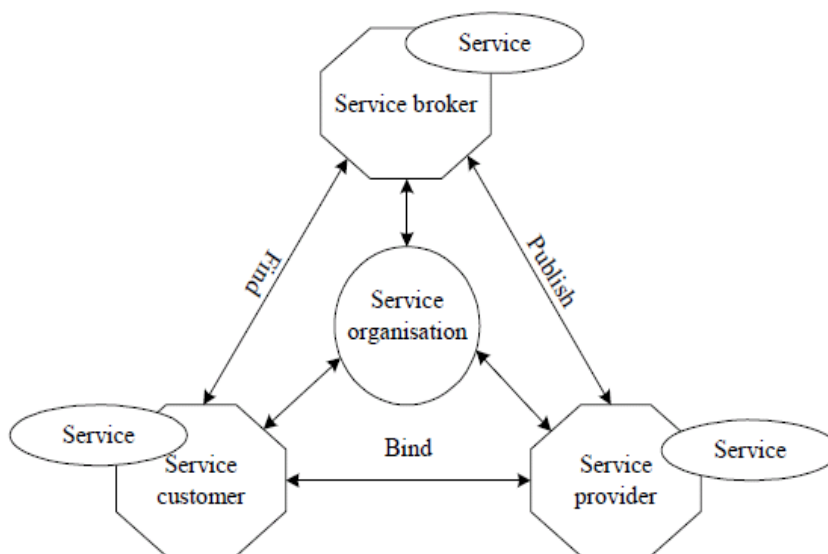 Service
Service broker
Find
Publish
Service
organisation
Service
Service
customer
Bind
Service
provider
Service